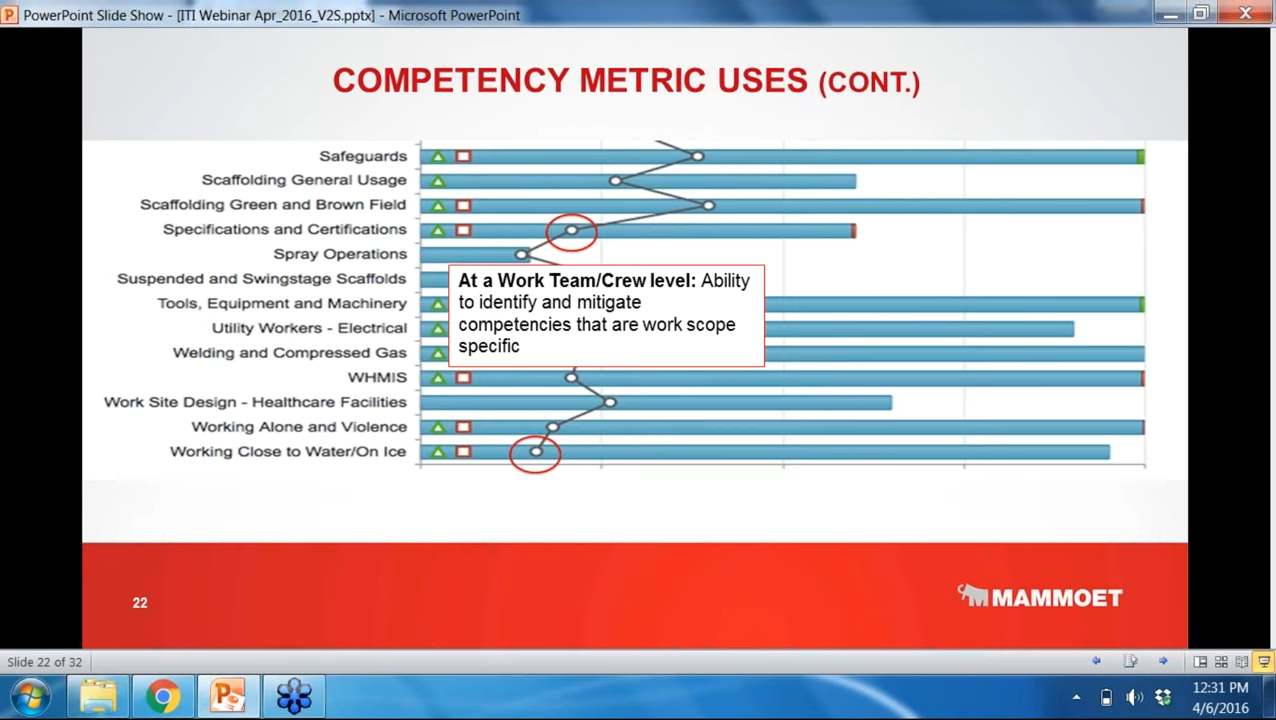 PowerPoint Slide Show - [ITI Webinar Apr_2016_V2S.pptx] - Microsoft PowerPoint
COMPETENCY METRIC USES (CONT.)
Safeguards
Scaffolding General Usage
Scaffolding Green and Brown Field
Specifications and Certifications
Spray Operations
Suspended and Swingstage Scaffolds
Tools, Equipment and Machinery
Utility Workers - Electrical
Welding and Compressed Gas
WHMIS
Work Site Design - Healthcare Facilities
Working Alone and Violence
Working Close to Water/On Ice
At a Work Team/Crew level: Ability
to identify and mitigate
competencies that are work scope
specific
22
MAMMOET
Slide 22 of 32
12:31 PM
4/6/2016